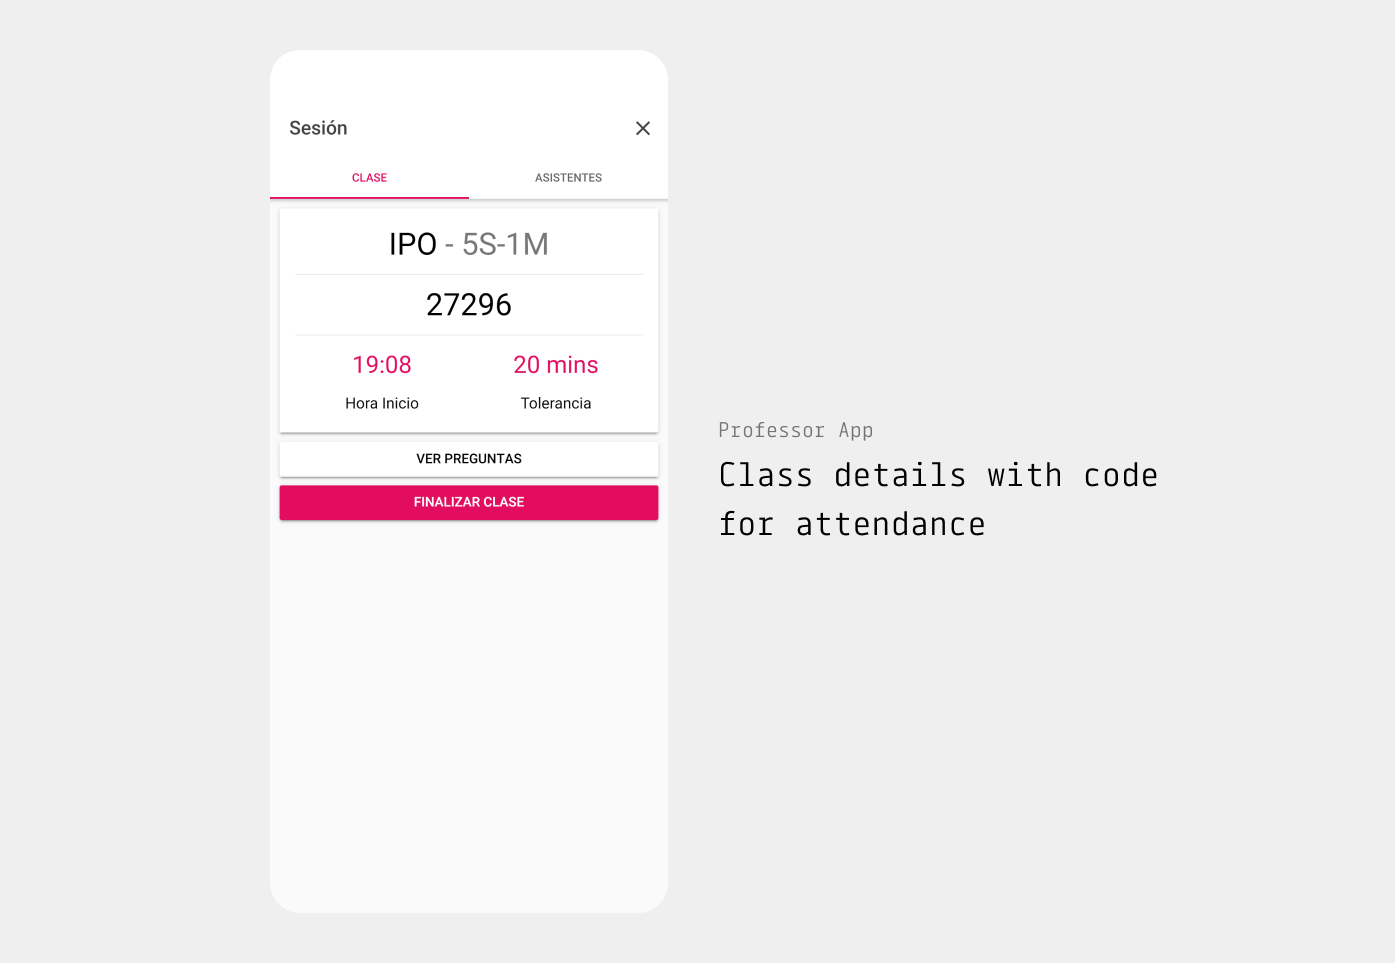 Sesión
CLASE ASISTENTES
IPO - 5S-1M
27296
19:08 20 mins
Hora Inicio Tolerancia
VER PREGUNTAS
FINALIZAR CLASE
Professor App
Class details with code
for attendance